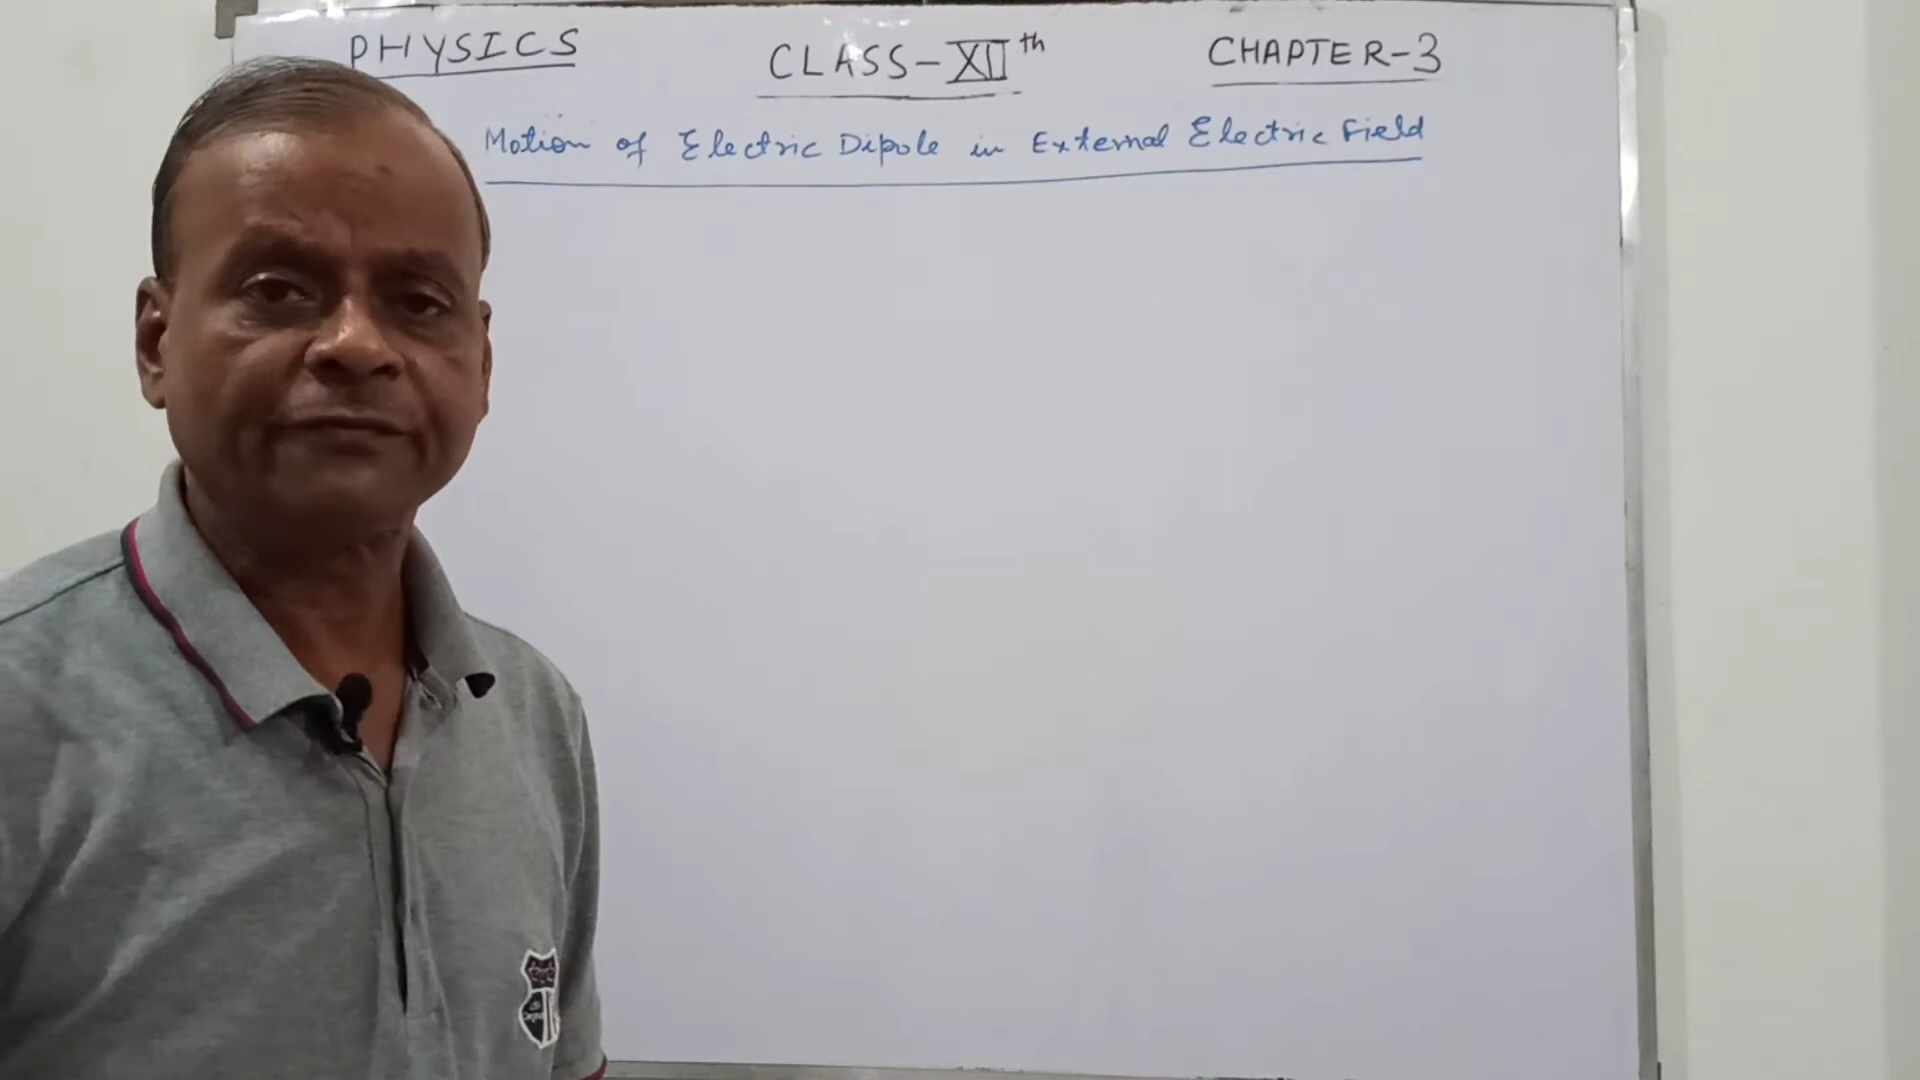 PHYSICS CLASS-XIIth CHAPTER-3
Motion of Electric Dipole in External Electric Field